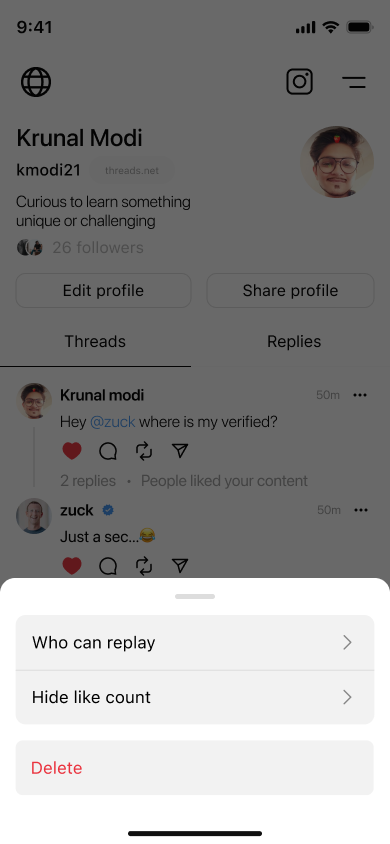 9:41
Krunal Modi
kmodi21 threads.net
Curious to learn something
unique or challenging
26 followers
Edit profile Share profile
Threads Replies
Krunal modi 50m
Hey @zuck where is my verified?
2 replies • People liked your content
zuck 50m
Just a sec...😂
Who can replay
Hide like count
Delete